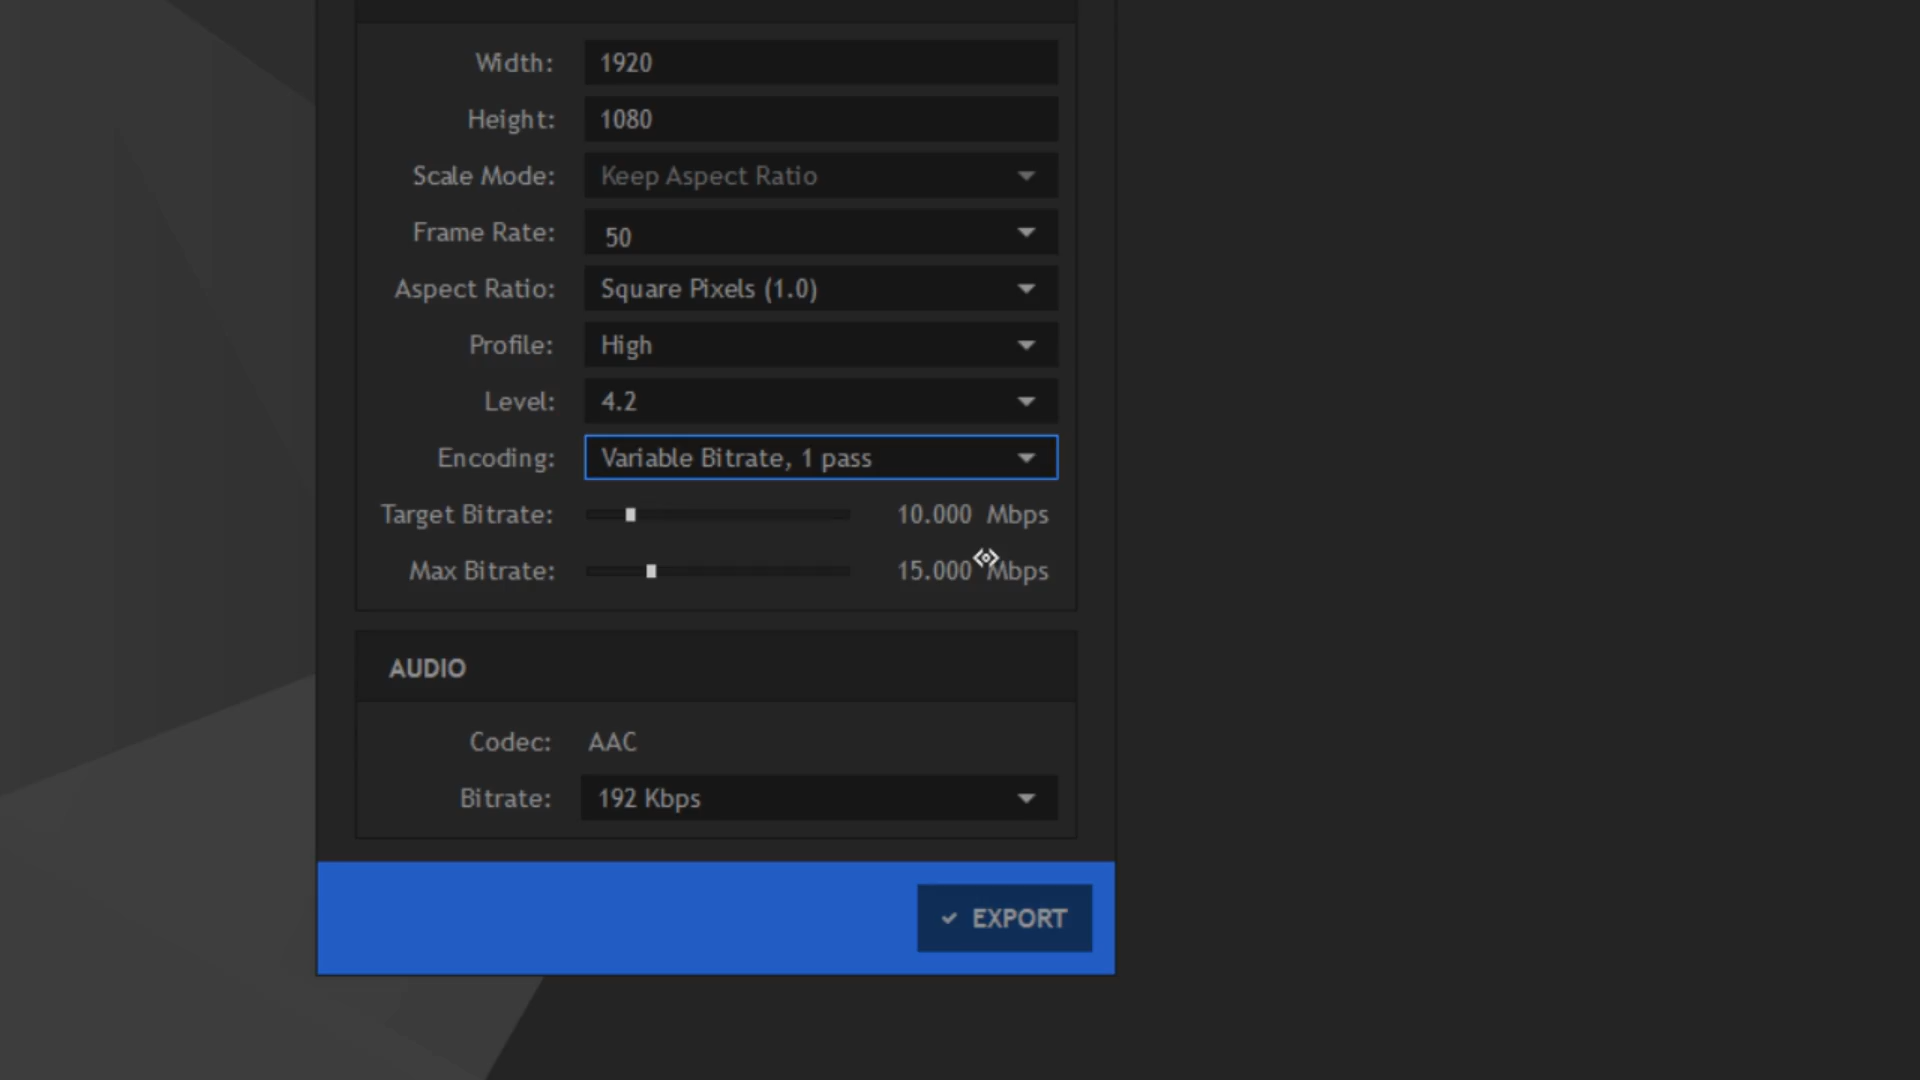 Width: 1920
Height: 1080
Scale Mode: Keep Aspect Ratio
Frame Rate: 50
Aspect Ratio: Square Pixels (1.0)
Profile: High
Level: 4.2
Encoding: Variable Bitrate, 1 pass
Target Bitrate: 10.000 Mbps
Max Bitrate: 15.000 Mbps
AUDIO
Codec: AAC
Bitrate: 192 Kbps
EXPORT